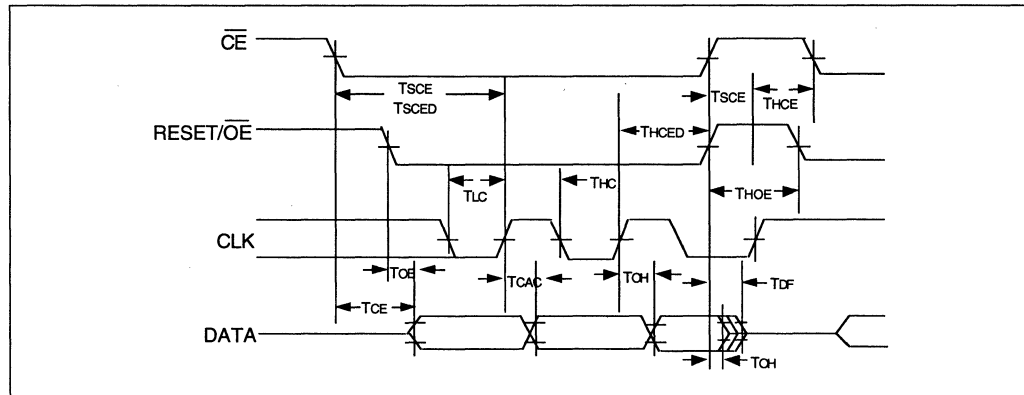 CE
TSCE
TSCED
TSCE
THCE
RESET/OE
THCED
TLC
THC
THOE
CLK
TOE
TCAC
TOH
TDF
TCE
DATA
TOH